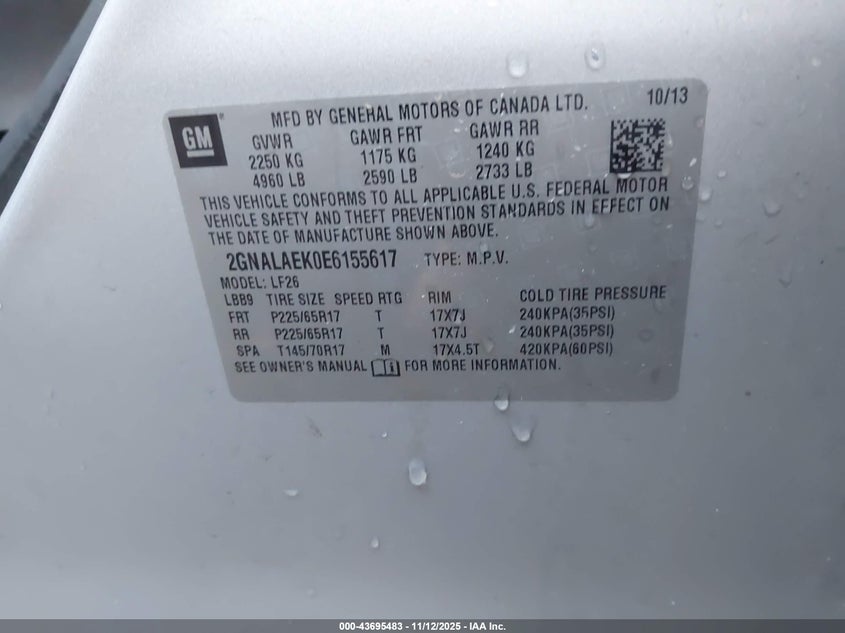 GM
MFD BY GENERAL MOTORS OF CANADA LTD. 10/13
GVWR GAWR FRT GAWR RR
2250 KG 1175 KG 1240 KG
4960 LB 2590 LB 2733 LB
THIS VEHICLE CONFORMS TO ALL APPLICABLE U.S. FEDERAL MOTOR
VEHICLE SAFETY AND THEFT PREVENTION STANDARDS IN EFFECT ON
THE DATE OF MANUFACTURE SHOWN ABOVE.
2GNALAEK0E6155617 TYPE: M.P.V.
MODEL: LF26
LBB9 TIRE SIZE SPEED RTG RIM COLD TIRE PRESSURE
FRT P225/65R17 T 17X7J 240KPA(35PSI)
RR P225/65R17 T 17X7J 240KPA(35PSI)
SPA T145/70R17 M 17X4.5T 420KPA(60PSI)
SEE OWNER'S MANUAL FOR MORE INFORMATION.
000-43695483 - 11/12/2025 - IAA Inc.